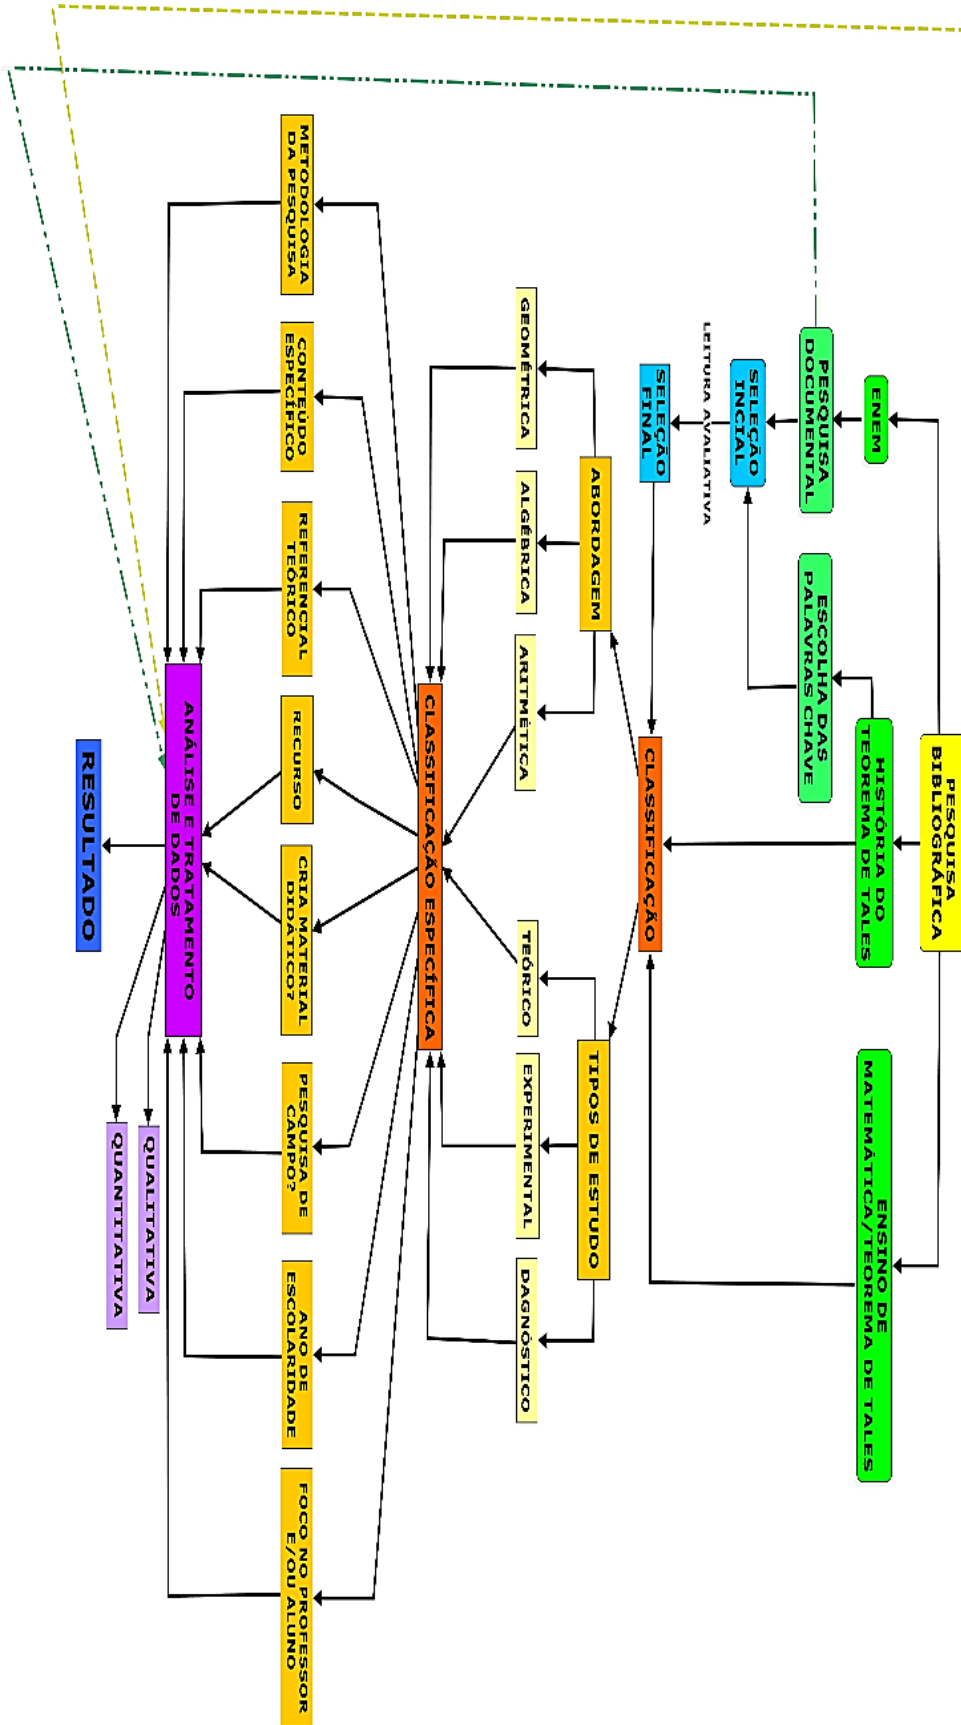 PESQUISA
BIBLIOGRÁFICA
ENEM
HISTÓRIA DO
TEOREMA DE TALES
ENSINO DE
MATEMÁTICA/TEOREMA DE TALES
PESQUISA
DOCUMENTAL
ESCOLHA DAS
PALAVRAS CHAVE
SELEÇÃO
INCIAL
LEITURA AVALIATIVA
SELEÇÃO
FINAL
CLASSIFICAÇÃO
ABORDAGEM
TIPOS DE ESTUDO
GEOMÉTRICA
ALGÉBRICA
ARITMÉTICA
TEÓRICO
EXPERIMENTAL
DAGNÓSTICO
CLASSIFICAÇÃO ESPECÍFICA
METODOLOGIA
DA PESQUISA
CONTEÚDO
ESPECÍFICO
REFERENCIAL
TEÓRICO
RECURSO
CRIA MATERIAL
DIDÁTICO?
PESQUISA DE
CAMPO?
ANO DE
ESCOLARIDADE
FOCO NO PROFESSOR
E/OU ALUNO
ANÁLISE E TRATAMENTO
DE DADOS
QUALITATIVA
QUANTITATIVA
RESULTADO